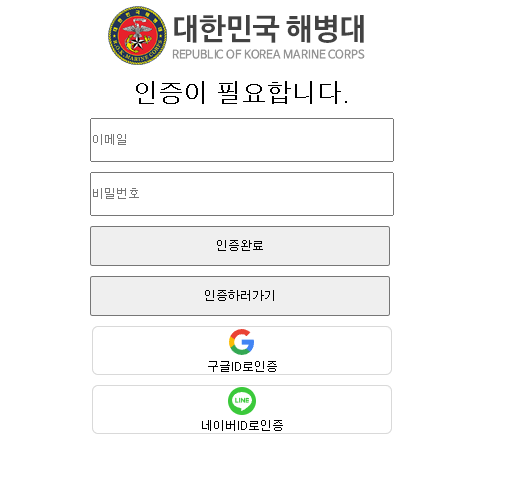 대한민국 해병대
REPUBLIC OF KOREA MARINE CORPS
인증이 필요합니다.
이메일
비밀번호
인증완료
인증하러가기
구글ID로인증
LINE
네이버ID로인증